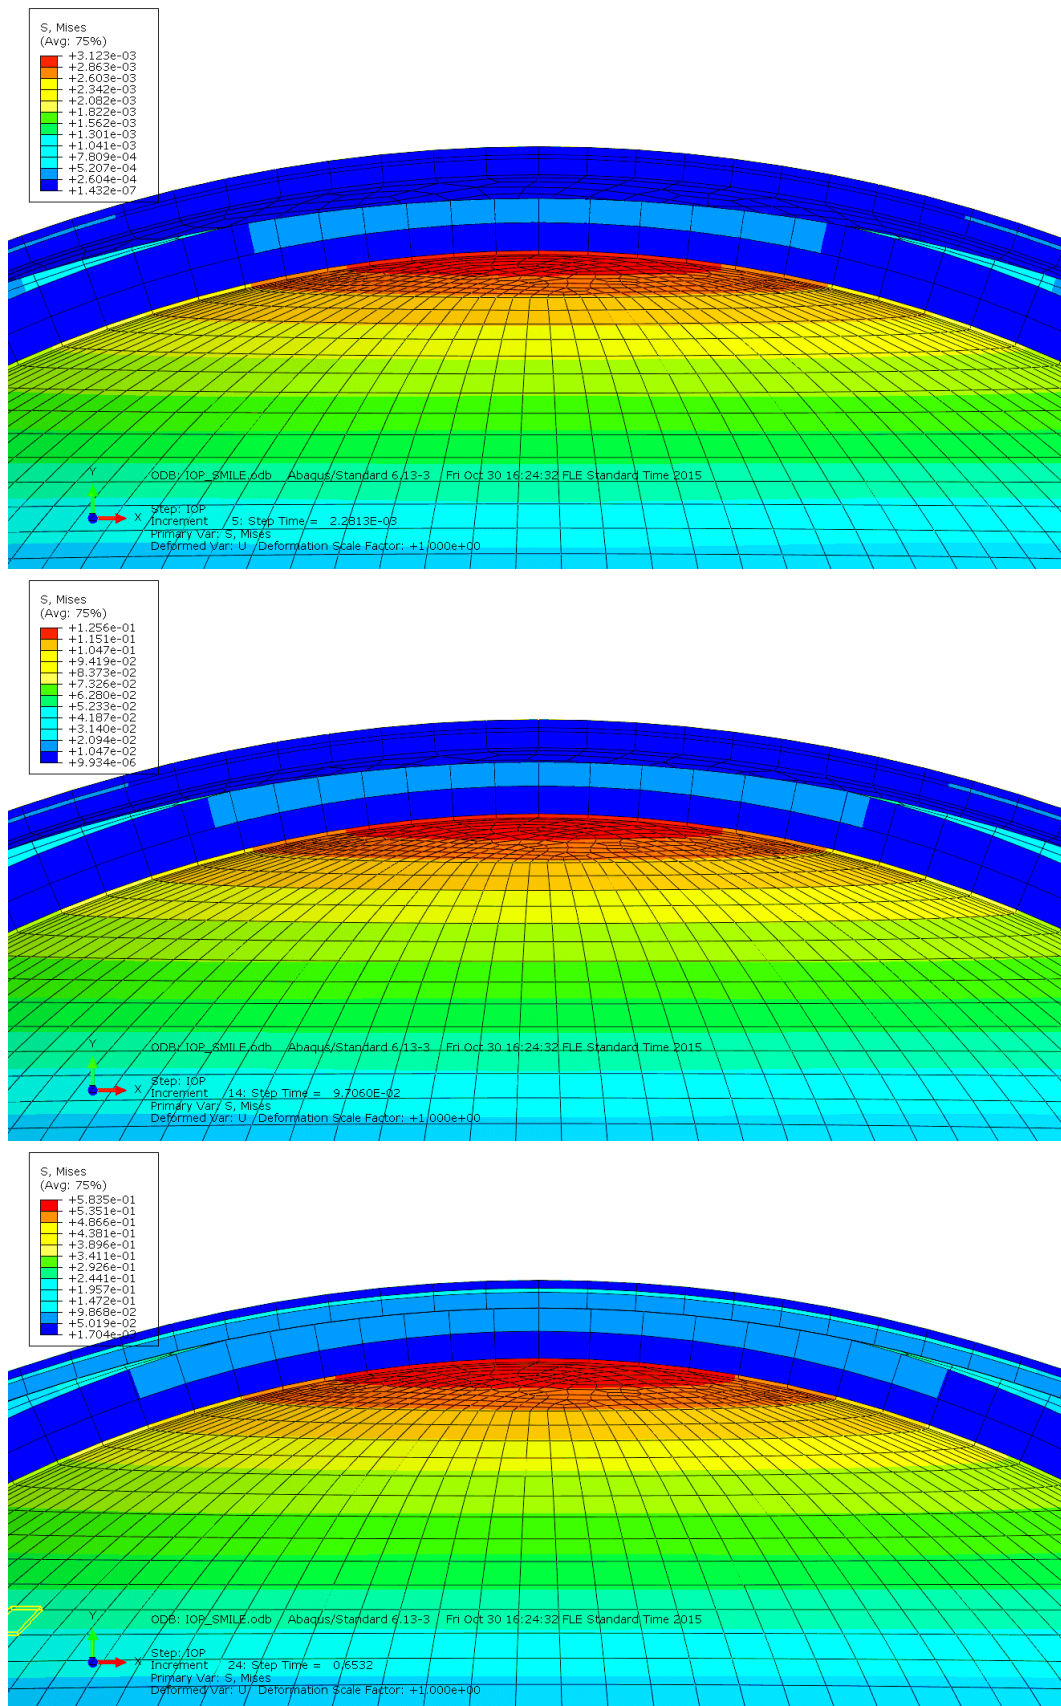 S, Mises
(Avg: 75%)
+3.123e-03
+2.863e-03
+2.603e-03
+2.342e-03
+2.082e-03
+1.822e-03
+1.562e-03
+1.301e-03
+1.041e-03
+7.809e-04
+5.207e-04
+2.604e-04
+1.432e-07
ODB: IOP_SMILE.odb Abaqus/Standard 6.13-3 Fri Oct 30 16:24:32 FLE Standard Time 2015
Y
X
Step: IOP
Increment 5: Step Time = 2.2813E-03
Primary Var: S, Mises
Deformed Var: U Deformation Scale Factor: +1.000e+00
S, Mises
(Avg: 75%)
+1.256e-01
+1.151e-01
+1.047e-01
+9.419e-02
+8.373e-02
+7.326e-02
+6.280e-02
+5.233e-02
+4.187e-02
+3.140e-02
+2.094e-02
+1.047e-02
+9.934e-06
ODB: IOP_SMILE.odb Abaqus/Standard 6.13-3 Fri Oct 30 16:24:32 FLE Standard Time 2015
Y
X
Step: IOP
Increment 14: Step Time = 9.7060E-02
Primary Var: S, Mises
Deformed Var: U Deformation Scale Factor: +1.000e+00
S, Mises
(Avg: 75%)
+5.835e-01
+5.351e-01
+4.866e-01
+4.381e-01
+3.896e-01
+3.411e-01
+2.926e-01
+2.441e-01
+1.957e-01
+1.472e-01
+9.868e-02
+5.019e-02
ODB: IOP_SMILE.odb Abaqus/Standard 6.13-3 Fri Oct 30 16:24:32 FLE Standard Time 2015
Y
X
Step: IOP
Increment 24: Step Time = 0.6532
Primary Var: S, Mises
Deformed Var: U Deformation Scale Factor: +1.000e+00